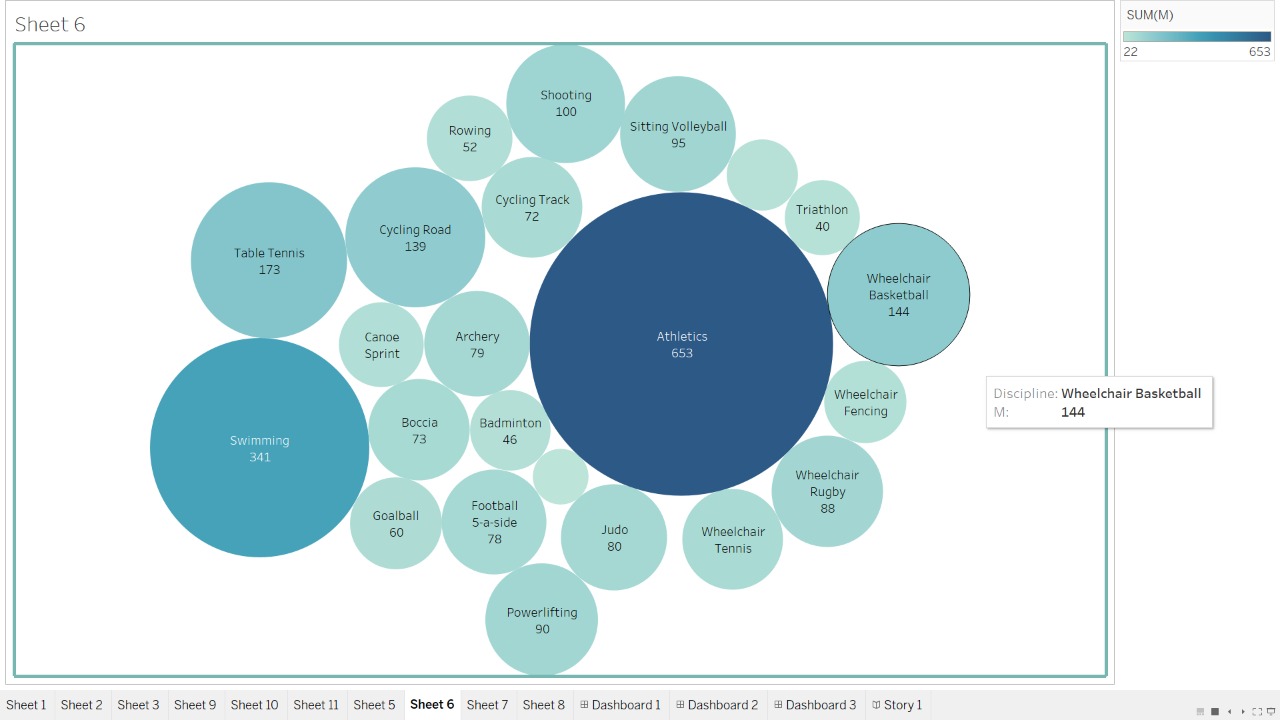 Sheet 6
SUM(M)
22 653
Shooting
100
Sitting Volleyball
95
Rowing
52
Cycling Track
72
Triathlon
40
Cycling Road
139
Table Tennis
173
Wheelchair
Basketball
144
Canoe
Sprint
Archery
79
Athletics
653
Discipline: Wheelchair Basketball
M: 144
Wheelchair
Fencing
Boccia
73
Badminton
46
Swimming
341
Wheelchair
Rugby
88
Goalball
60
Football
5-a-side
78
Judo
80
Wheelchair
Tennis
Powerlifting
90
Sheet 1 Sheet 2 Sheet 3 Sheet 9 Sheet 10 Sheet 11 Sheet 5 Sheet 6 Sheet 7 Sheet 8 Dashboard 1 Dashboard 2 Dashboard 3 Story 1